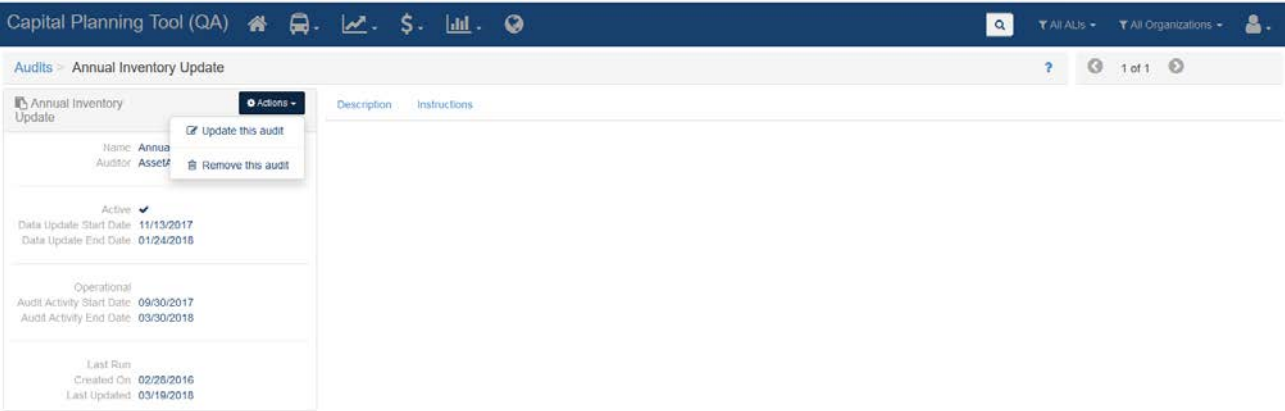 Capital Planning Tool (QA)
All ALIs
All Organizations
Audits > Annual Inventory Update
?
1 of 1
Annual Inventory
Update
Actions
Description
Instructions
Update this audit
Remove this audit
Name Annua
Auditor AssetA
Active
Data Update Start Date 11/13/2017
Data Update End Date 01/24/2018
Operational
Audit Activity Start Date 09/30/2017
Audit Activity End Date 03/30/2018
Last Run
Created On 02/28/2016
Last Updated 03/19/2018